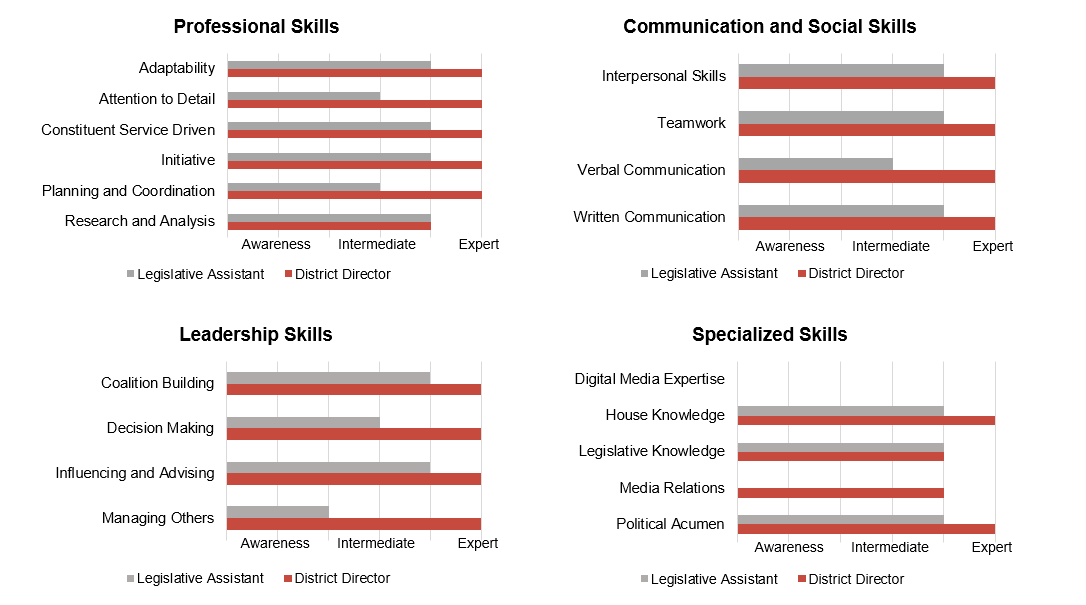 Professional Skills
Adaptability
Attention to Detail
Constituent Service Driven
Initiative
Planning and Coordination
Research and Analysis
Awareness Intermediate Expert
Legislative Assistant District Director
Communication and Social Skills
Interpersonal Skills
Teamwork
Verbal Communication
Written Communication
Awareness Intermediate Expert
Legislative Assistant District Director
Leadership Skills
Coalition Building
Decision Making
Influencing and Advising
Managing Others
Awareness Intermediate Expert
Legislative Assistant District Director
Specialized Skills
Digital Media Expertise
House Knowledge
Legislative Knowledge
Media Relations
Political Acumen
Awareness Intermediate Expert
Legislative Assistant District Director